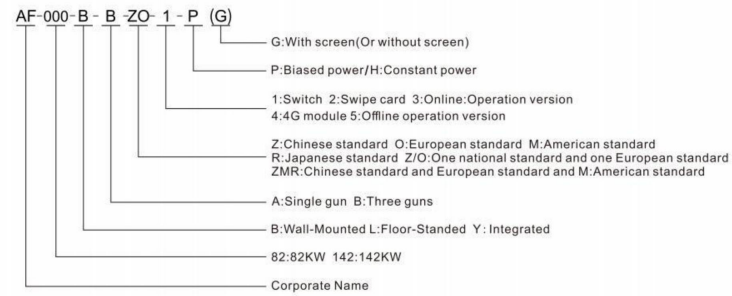 AF-000-B-B-ZO-1-P (G)
G:With screen(Or without screen)
P:Biased power/H:Constant power
1:Switch 2:Swipe card 3:Online:Operation version
4:4G module 5:Offline operation version
Z:Chinese standard O:European standard M:American standard
R:Japanese standard Z/O:One national standard and one European standard
ZMR:Chinese standard and European standard and M:American standard
A:Single gun B:Three guns
B:Wall-Mounted L:Floor-Standed Y: Integrated
82:82KW 142:142KW
Corporate Name